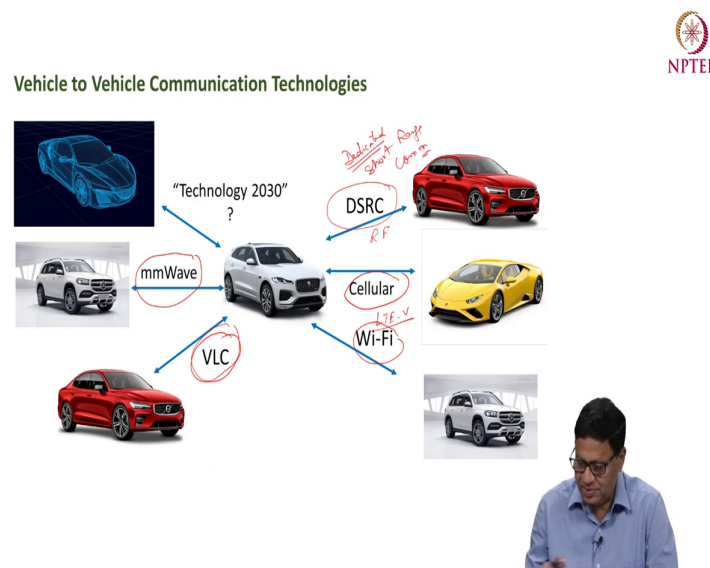 NPTEL
Vehicle to Vehicle Communication Technologies
Dedicated
Short Range
Comm
"Technology 2030"
?
DSRC
RF
mmWave
Cellular
LTE-V
Wi-Fi
VLC